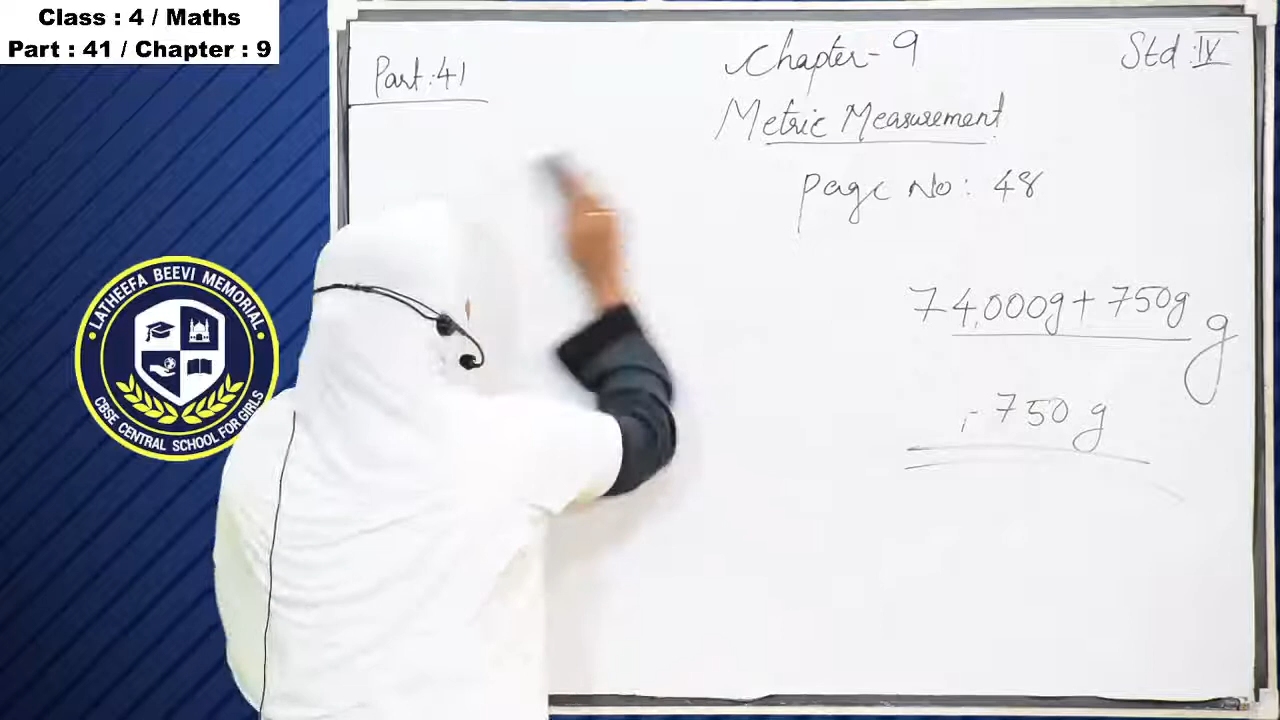 Class : 4 / Maths
Part : 41 / Chapter : 9
Part:41
Chapter-9
Std:IV
Metric Measurement
Page No: 48
74,000g+750g
g
750g
LATHEEFA BEEVI MEMORIAL
CBSE CENTRAL SCHOOL FOR GIRLS